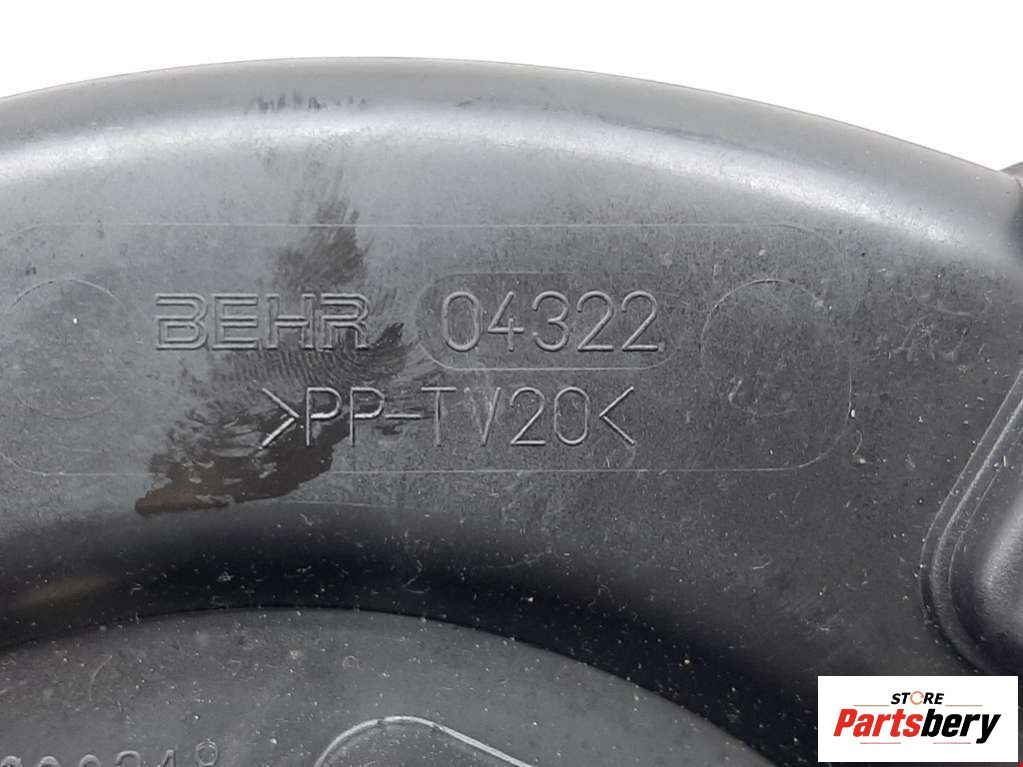 BEHR 04322
>PP-TV20<
STORE
Partsbery